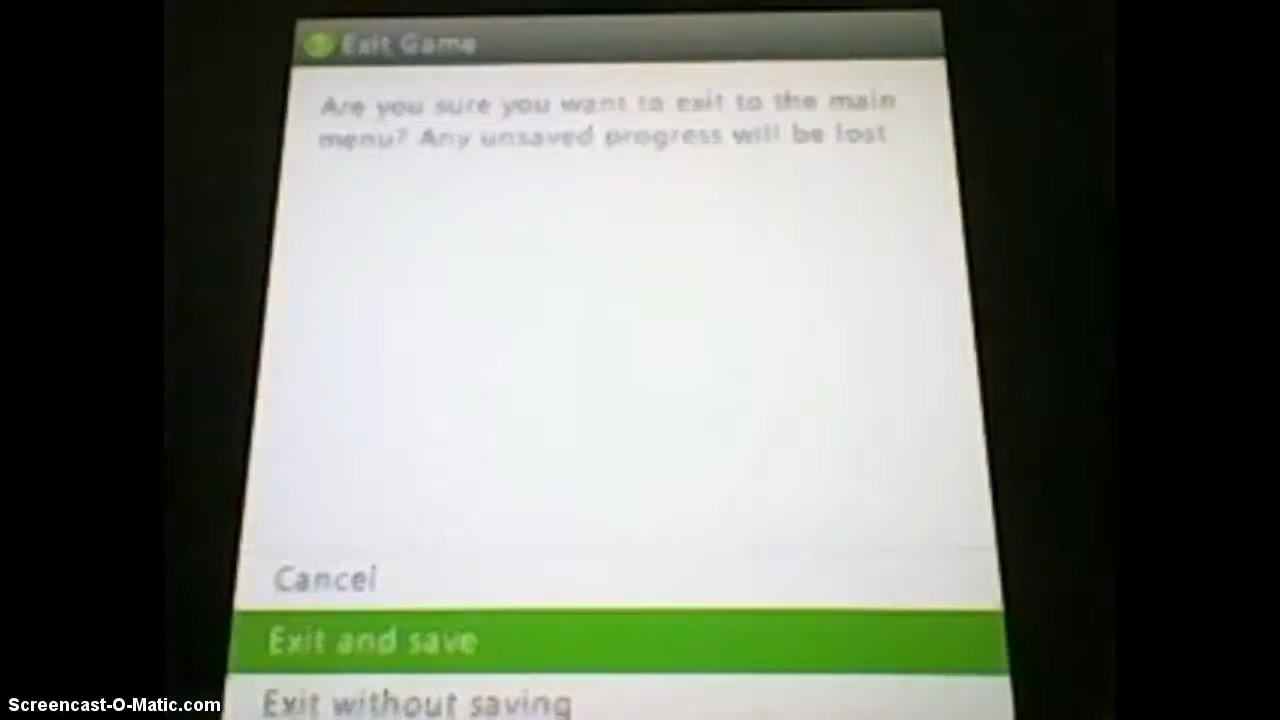 Exit Game
Are you sure you want to exit to the main
menu? Any unsaved progress will be lost
Cancel
Exit and save
Exit without saving
Screencast-O-Matic.com